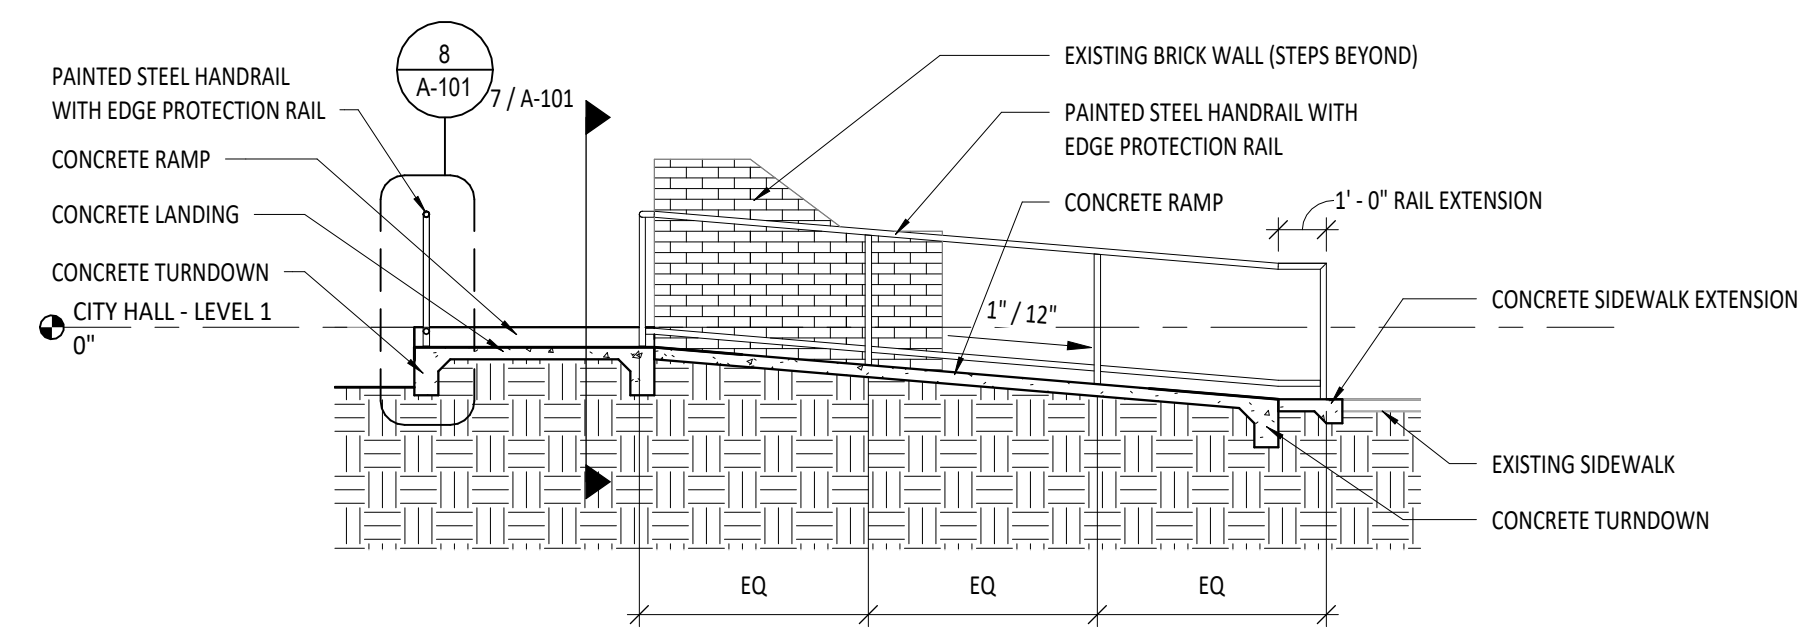 8
A-101
7 / A-101
PAINTED STEEL HANDRAIL
WITH EDGE PROTECTION RAIL
CONCRETE RAMP
CONCRETE LANDING
CONCRETE TURNDOWN
CITY HALL - LEVEL 1
0"
EXISTING BRICK WALL (STEPS BEYOND)
PAINTED STEEL HANDRAIL WITH
EDGE PROTECTION RAIL
CONCRETE RAMP
1' - 0" RAIL EXTENSION
1" / 12"
CONCRETE SIDEWALK EXTENSION
EXISTING SIDEWALK
CONCRETE TURNDOWN
EQ
EQ
EQ